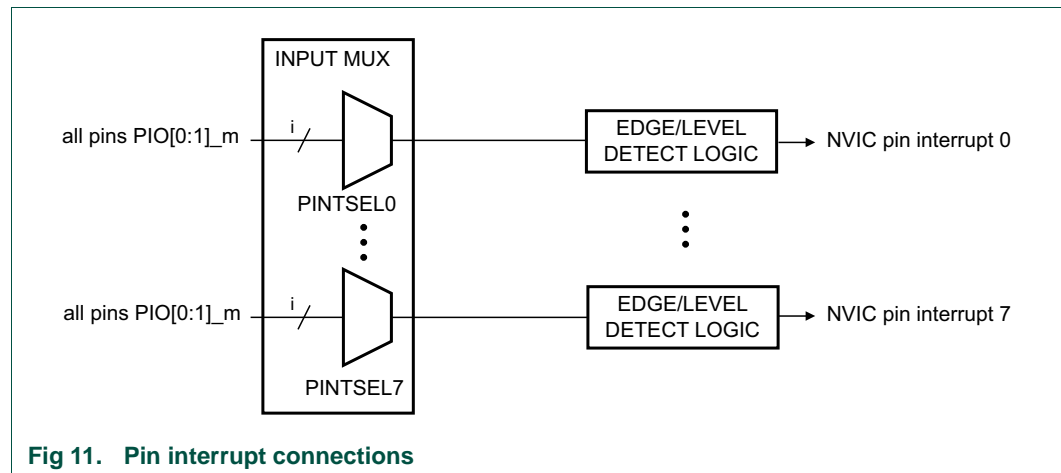 INPUT MUX
all pins PIO[0:1]_m
i
PINTSEL0
EDGE/LEVEL
DETECT LOGIC
NVIC pin interrupt 0
all pins PIO[0:1]_m
i
PINTSEL7
EDGE/LEVEL
DETECT LOGIC
NVIC pin interrupt 7
Fig 11. Pin interrupt connections